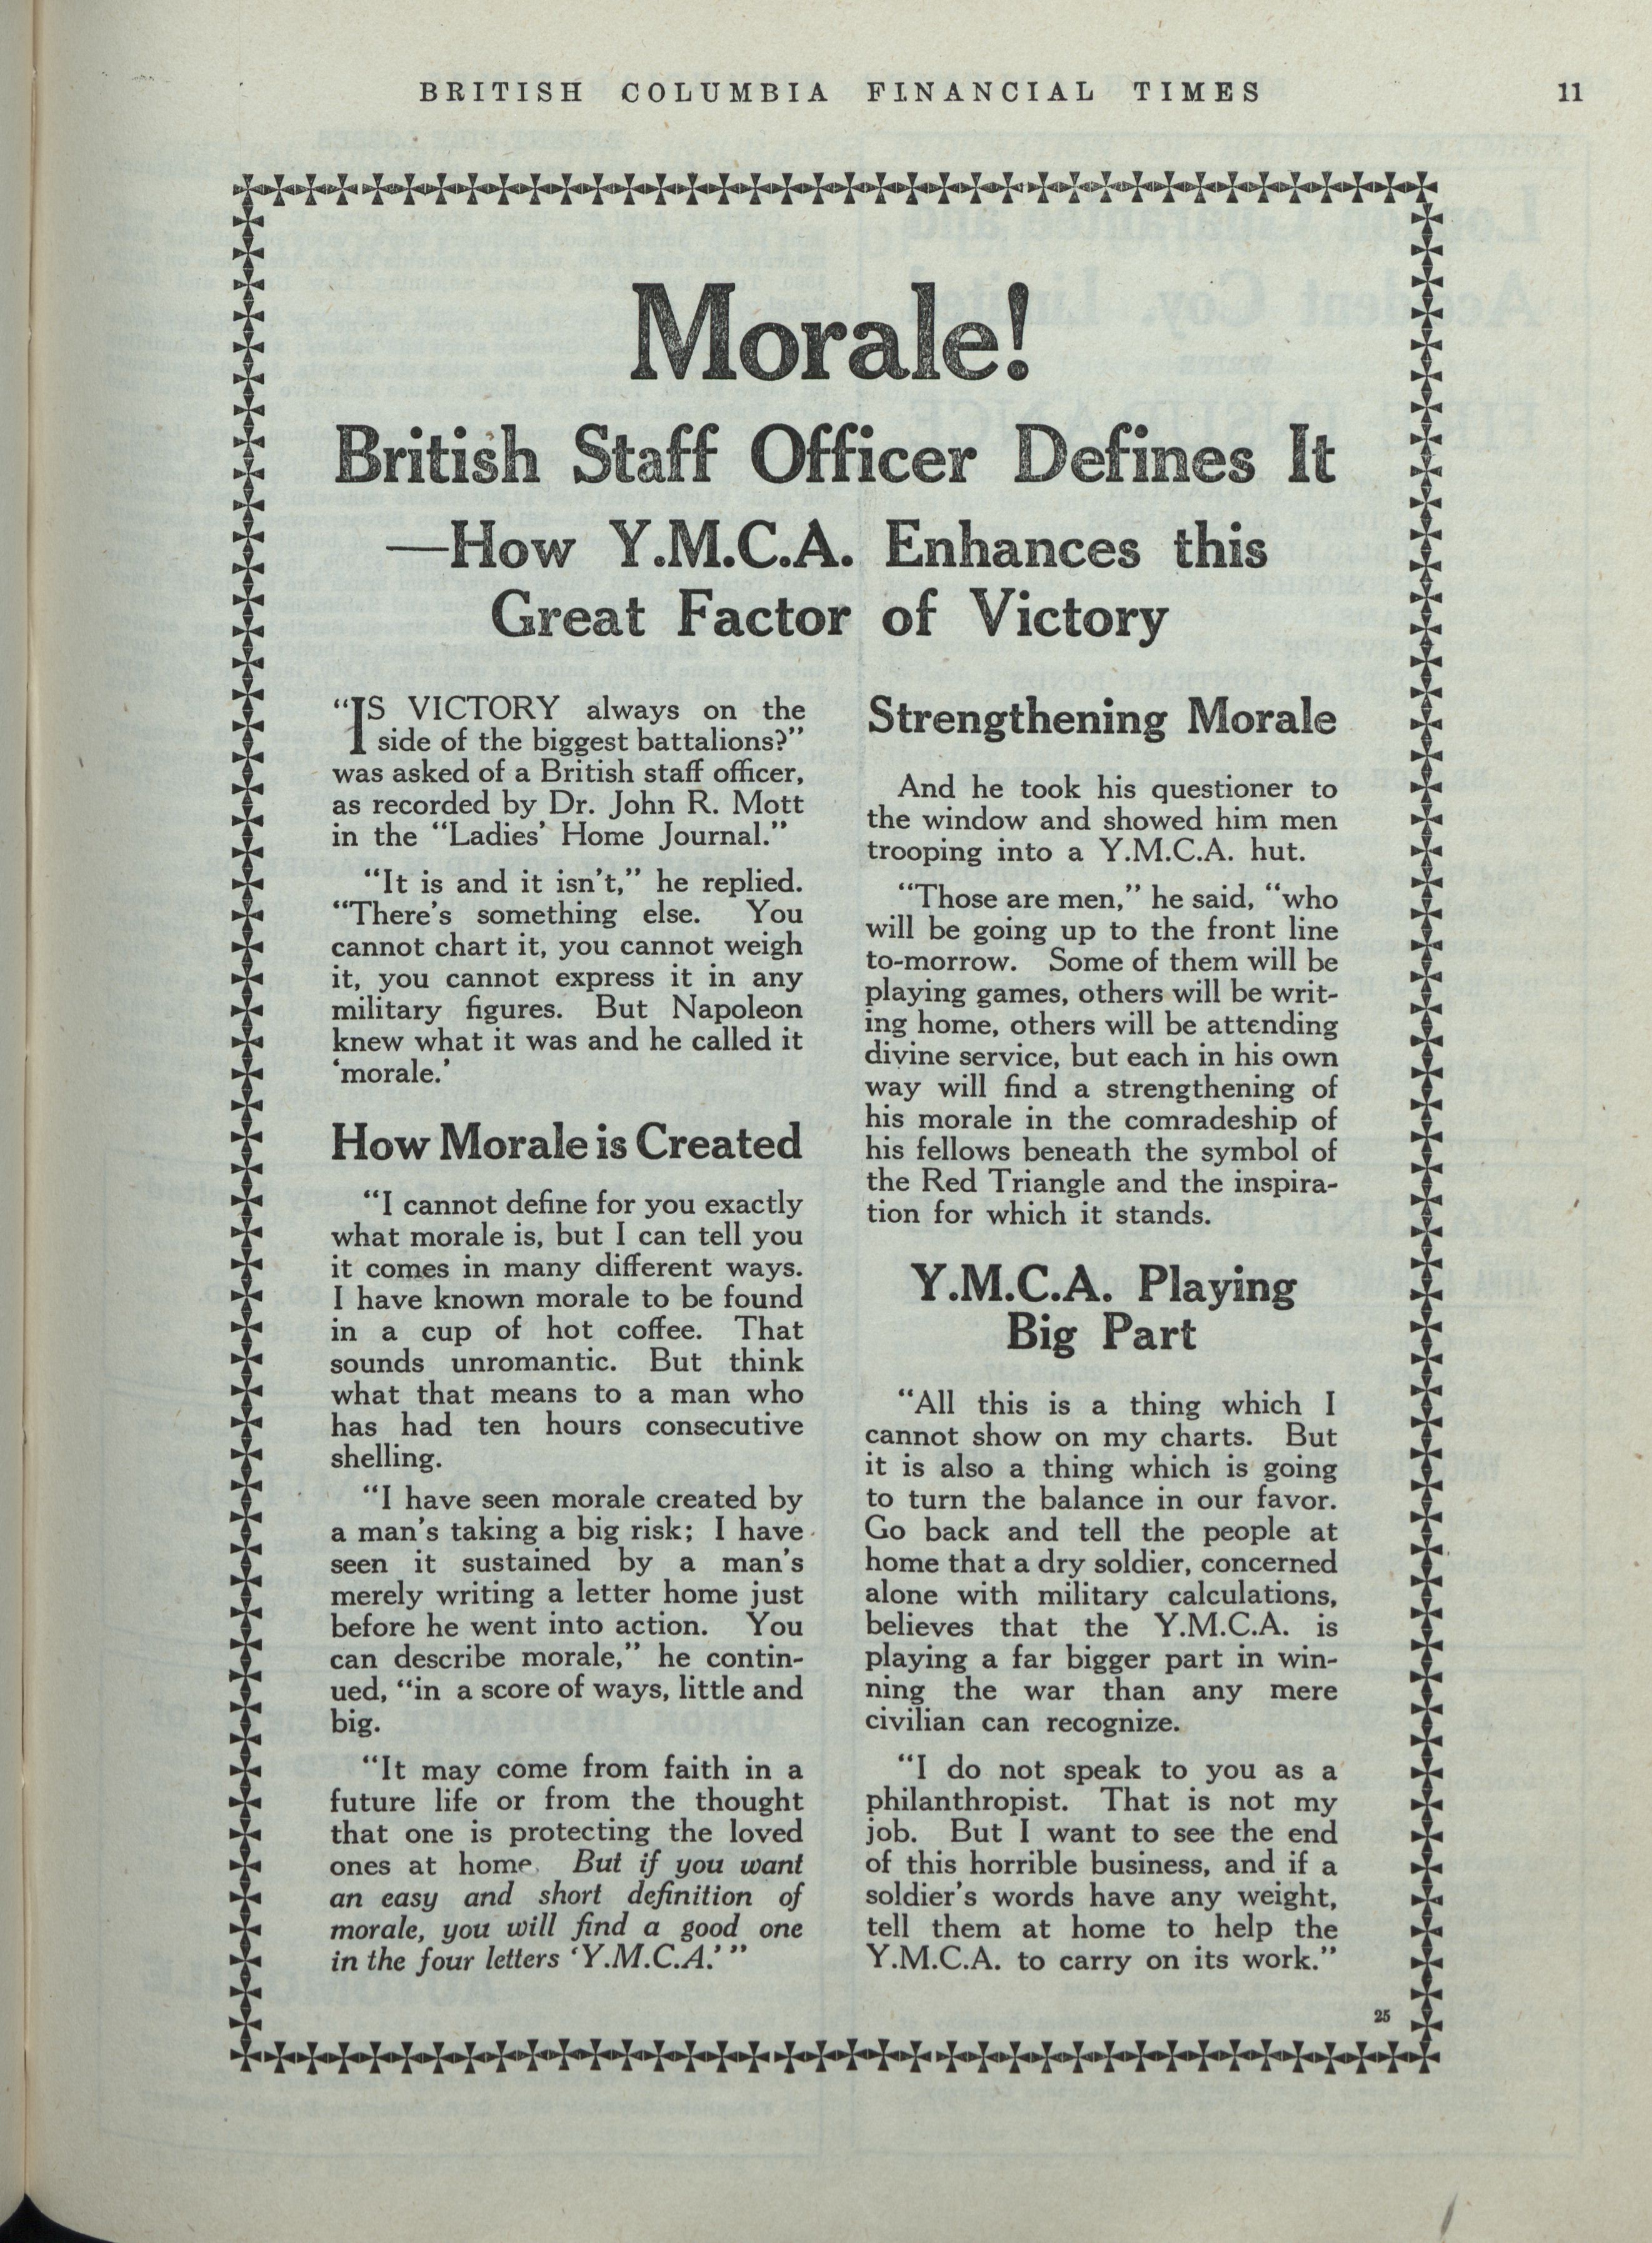 BRITISH COLUMBIA FINANCIAL TIMES 11
Morale!
British Staff Officer Defines It
—How Y.M.C.A. Enhances this
Great Factor of Victory
“IS VICTORY always on the
side of the biggest battalions?”
was asked of a British staff officer,
as recorded by Dr. John R. Mott
in the “Ladies’ Home Journal.”
“It is and it isn’t,” he replied.
“There’s something else. You
cannot chart it, you cannot weigh
it, you cannot express it in any
military figures. But Napoleon
knew what it was and he called it
‘morale.’
How Morale is Created
“I cannot define for you exactly
what morale is, but I can tell you
it comes in many different ways.
I have known morale to be found
in a cup of hot coffee. That
sounds unromantic. But think
what that means to a man who
has had ten hours consecutive
shelling.
“I have seen morale created by
a man’s taking a big risk; I have
seen it sustained by a man’s
merely writing a letter home just
before he went into action. You
can describe morale,” he contin-
ued, “in a score of ways, little and
big.
“It may come from faith in a
future life or from the thought
that one is protecting the loved
ones at home. But if you want
an easy and short definition of
morale, you will find a good one
in the four letters ‘Y.M.C.A.’ ”
Strengthening Morale
And he took his questioner to
the window and showed him men
trooping into a Y.M.C.A. hut.
“Those are men,” he said, “who
will be going up to the front line
to-morrow. Some of them will be
playing games, others will be writ-
ing home, others will be attending
divine service, but each in his own
way will find a strengthening of
his morale in the comradeship of
his fellows beneath the symbol of
the Red Triangle and the inspira-
tion for which it stands.
Y.M.C.A. Playing
Big Part
“All this is a thing which I
cannot show on my charts. But
it is also a thing which is going
to turn the balance in our favor.
Go back and tell the people at
home that a dry soldier, concerned
alone with military calculations,
believes that the Y.M.C.A. is
playing a far bigger part in win-
ning the war than any mere
civilian can recognize.
“I do not speak to you as a
philanthropist. That is not my
job. But I want to see the end
of this horrible business, and if a
soldier’s words have any weight,
tell them at home to help the
Y.M.C.A. to carry on its work.”
25